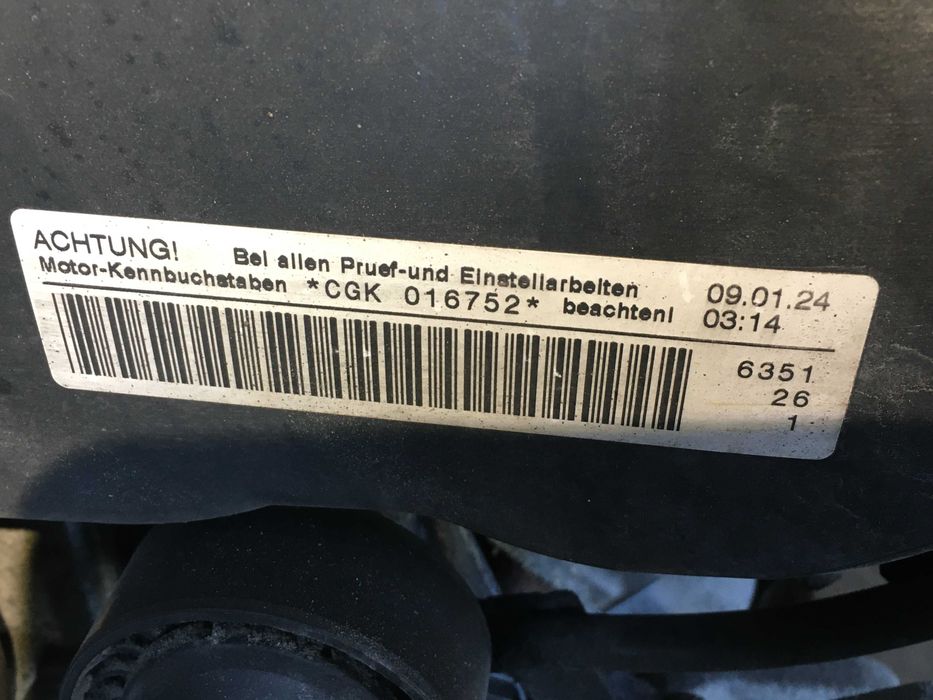 ACHTUNG! Bei allen Pruef-und Einstellarbeiten
Motor-Kennbuchstaben *CGK 016752* beachten!
09.01.24
03:14
6351
26
1